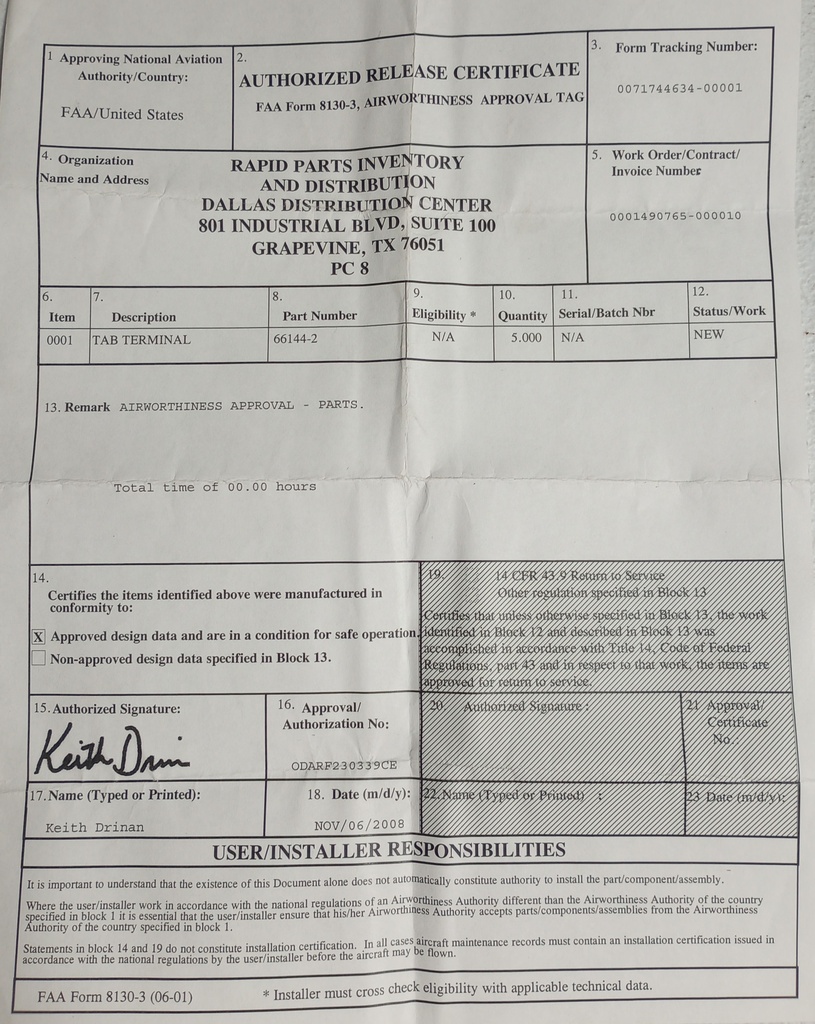 1 Approving National Aviation
Authority/Country:
FAA/United States
2.
AUTHORIZED RELEASE CERTIFICATE
FAA Form 8130-3, AIRWORTHINESS APPROVAL TAG
3. Form Tracking Number:
0071744634-00001
4. Organization
Name and Address
RAPID PARTS INVENTORY
AND DISTRIBUTION
DALLAS DISTRIBUTION CENTER
801 INDUSTRIAL BLVD, SUITE 100
GRAPEVINE, TX 76051
PC 8
5. Work Order/Contract/
Invoice Number
0001490765-000010
6. 7. 8. 9. 10. 11. 12.
Item Description Part Number Eligibility * Quantity Serial/Batch Nbr Status/Work
0001 TAB TERMINAL 66144-2 N/A 5.000 N/A NEW
13. Remark AIRWORTHINESS APPROVAL - PARTS.
Total time of 00.00 hours
14.
Certifies the items identified above were manufactured in
conformity to:
X Approved design data and are in a condition for safe operation.
Non-approved design data specified in Block 13.
19. 14 CFR 43.9 Return to Service
Other regulation specified in Block 13
Certifies that unless otherwise specified in Block 13, the work
identified in Block 12 and described in Block 13 was
accomplished in accordance with Title 14, Code of Federal
Regulations, part 43 and in respect to that work, the items are
approved for return to service.
15. Authorized Signature:
Keith Drin
16. Approval/
Authorization No:
ODARF230339CE
20. Authorized Signature :
21 Approval/
Certificate
No.:
17.Name (Typed or Printed):
Keith Drinan
18. Date (m/d/y):
NOV/06/2008
22.Name (Typed or Printed) :
23 Date (m/d/y):
USER/INSTALLER RESPONSIBILITIES
It is important to understand that the existence of this Document alone does not automatically constitute authority to install the part/component/assembly.
Where the user/installer work in accordance with the national regulations of an Airworthiness Authority different than the Airworthiness Authority of the country
specified in block 1 it is essential that the user/installer ensure that his/her Airworthiness Authority accepts parts/components/assemblies from the Airworthiness
Authority of the country specified in block 1.
Statements in block 14 and 19 do not constitute installation certification. In all cases aircraft maintenance records must contain an installation certification issued in
accordance with the national regulations by the user/installer before the aircraft may be flown.
FAA Form 8130-3 (06-01)
* Installer must cross check eligibility with applicable technical data.